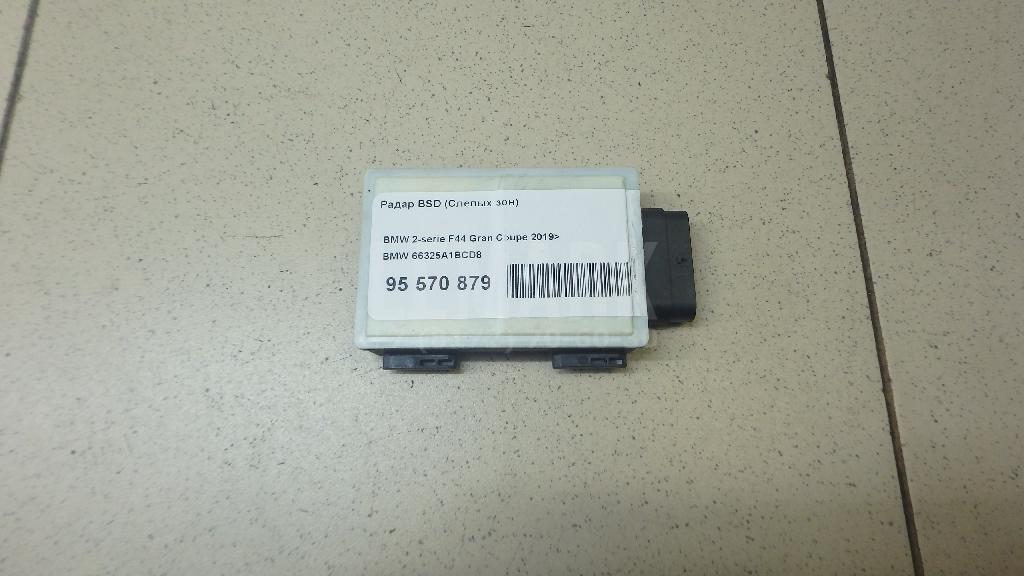 Радар BSD (Слепых зон)
BMW 2-serie F44 Gran Coupe 2019>
BMW 66325A1BCD8
95 570 879